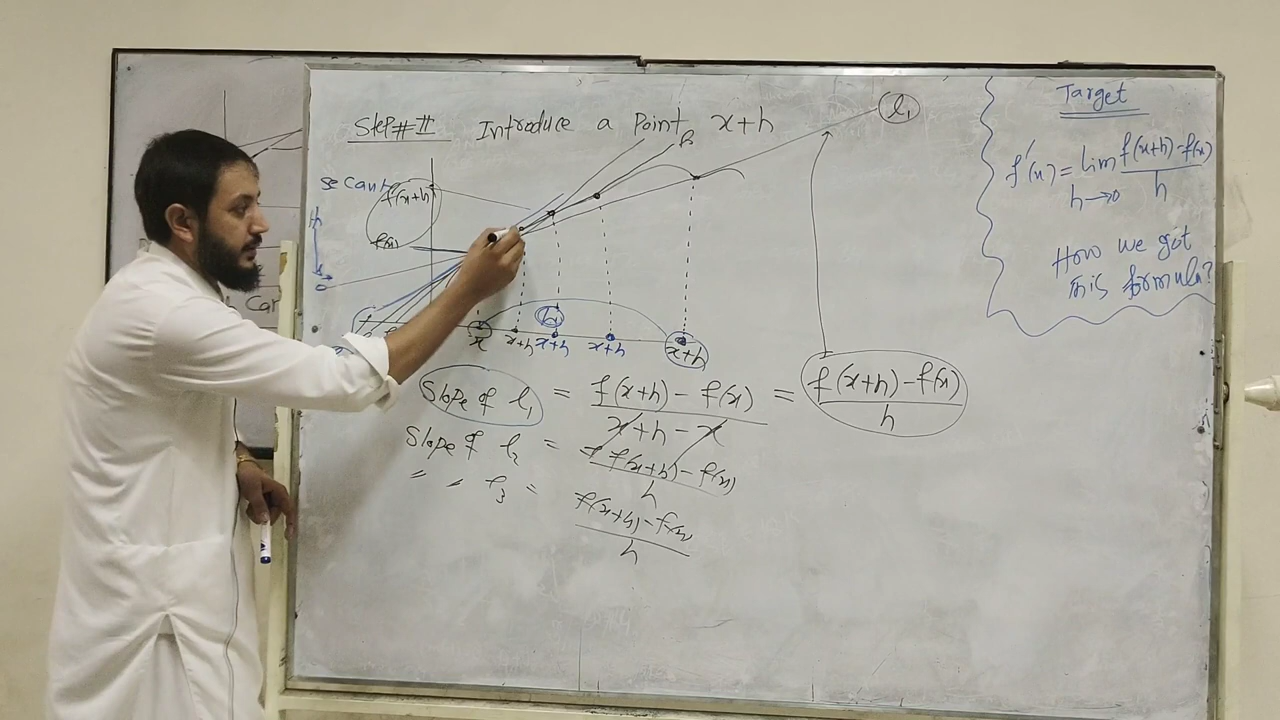 Step # II Introduce a Point x+h
l₁
secant
f(x+h)
f(x)
x x+h x+h x+h x+h
Slope of l₁ = f(x+h) - f(x) / x+h - x = f(x+h) - f(x) / h
Slope of l₂ = f(x+h) - f(x) / h
" " l₃ = f(x+h) - f(x) / h
Target
f'(x) = lim h→0 f(x+h) - f(x) / h
How we got
this formula?